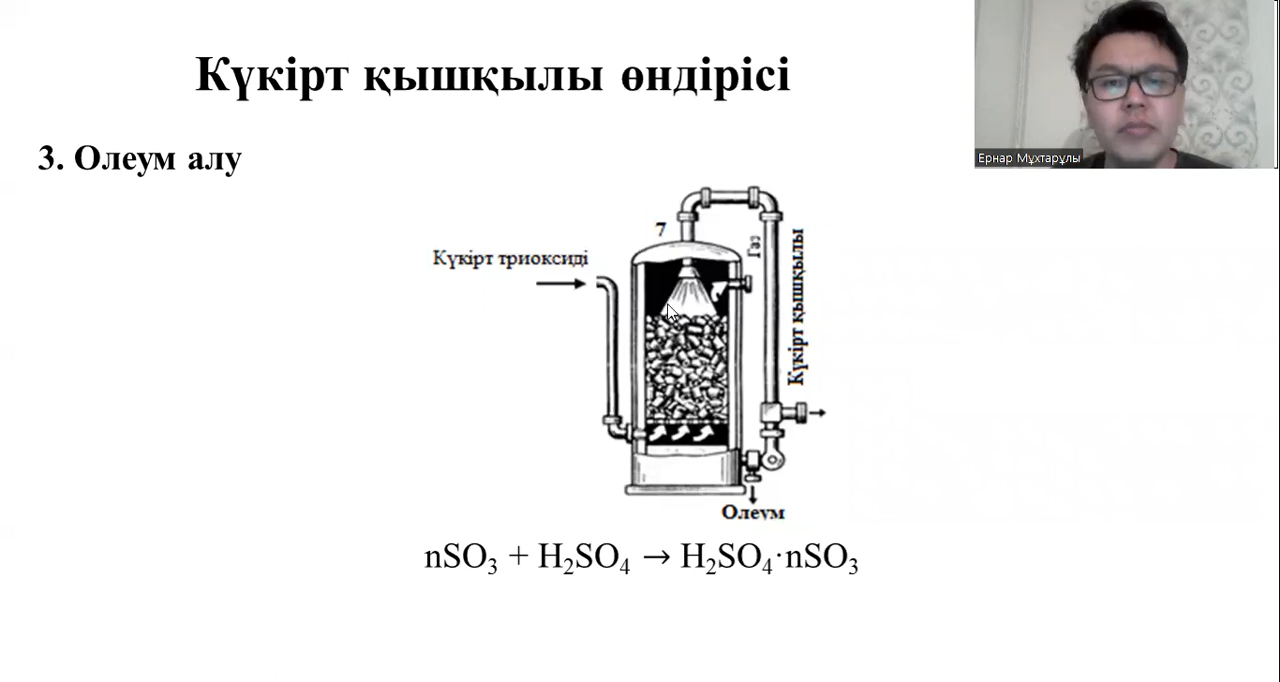 Күкірт қышқылы өндірісі
Ернар Мұхтарұлы
3. Олеум алу
7
Күкірт триоксиді
Газ
Күкірт қышқылы
Олеум
nSO₃ + H₂SO₄ → H₂SO₄·nSO₃